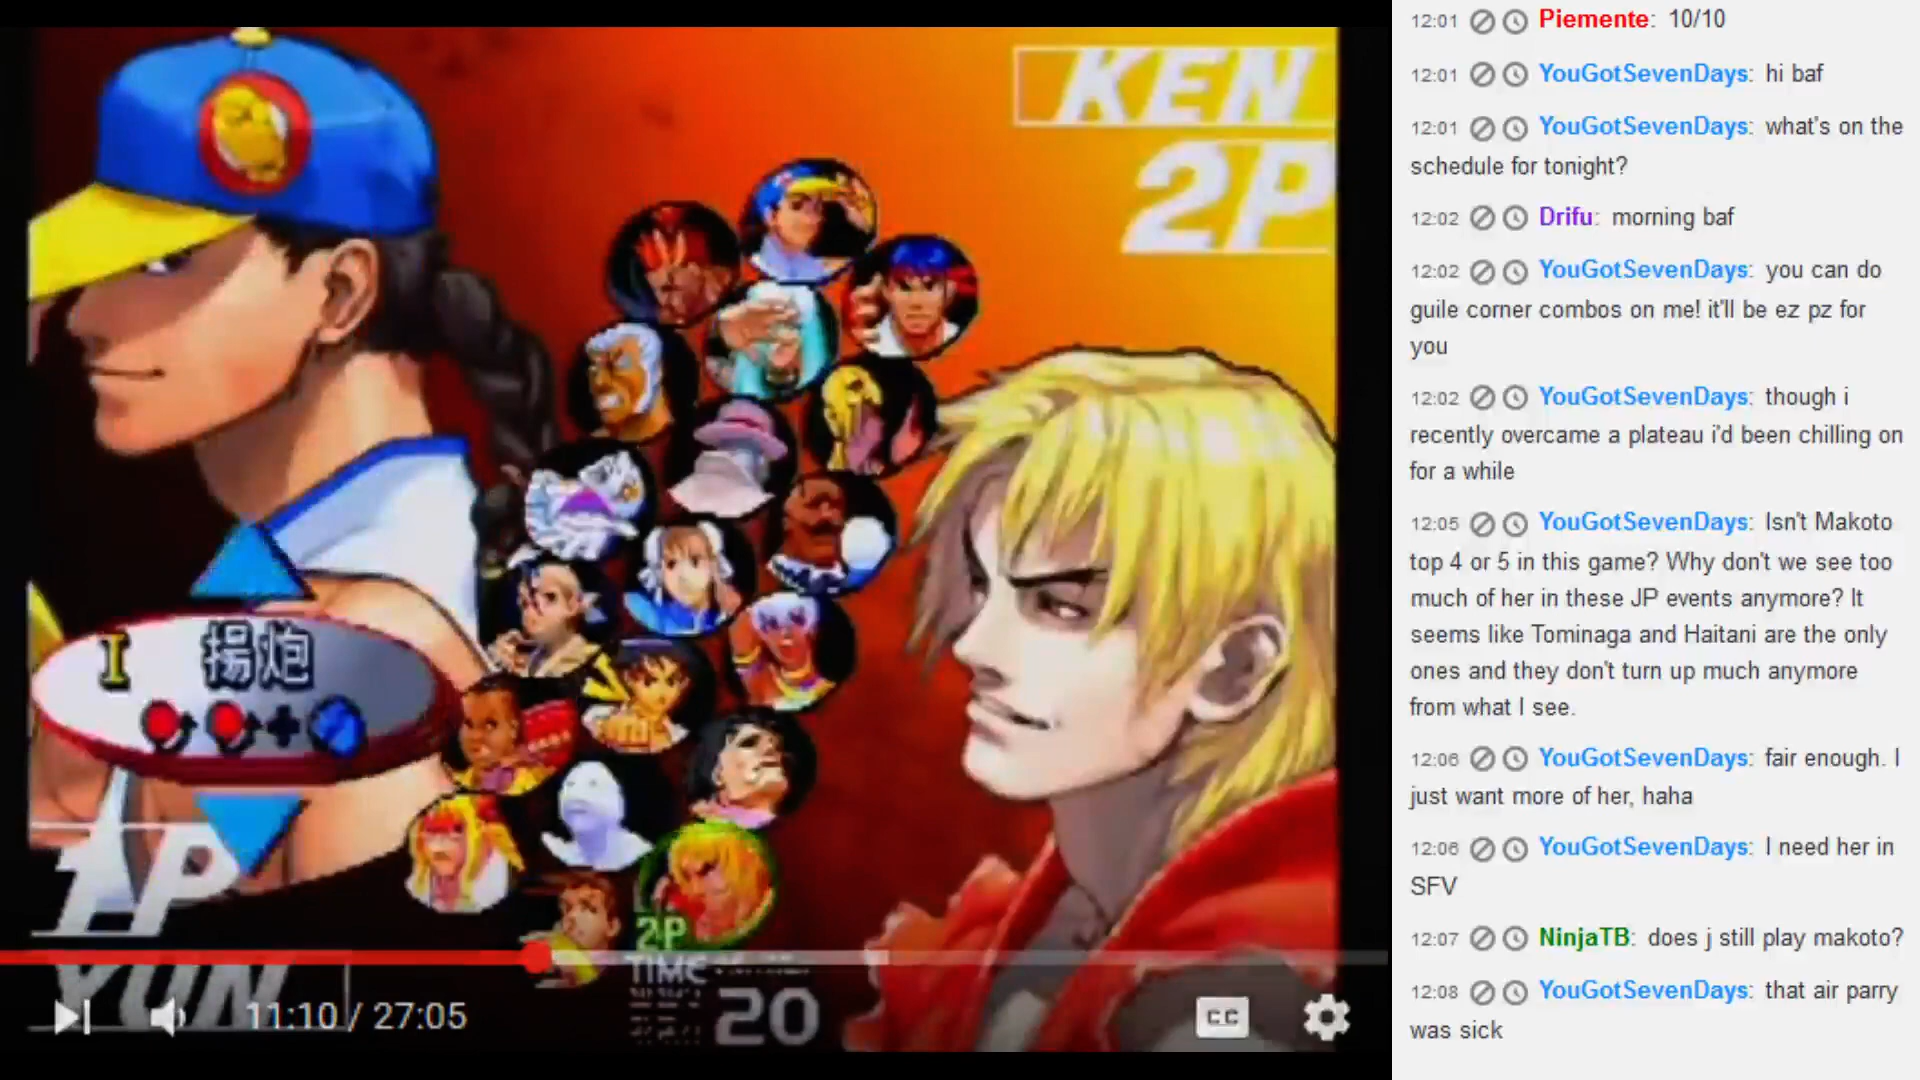 KEN
2P
I 揚炮
1P
YUN
2P
TIME
20
11:10 / 27:05
CC
12:01 Piemente: 10/10
12:01 YouGotSevenDays: hi baf
12:01 YouGotSevenDays: what's on the
schedule for tonight?
12:02 Drifu: morning baf
12:02 YouGotSevenDays: you can do
guile corner combos on me! it'll be ez pz for
you
12:02 YouGotSevenDays: though i
recently overcame a plateau i'd been chilling on
for a while
12:05 YouGotSevenDays: Isn't Makoto
top 4 or 5 in this game? Why don't we see too
much of her in these JP events anymore? It
seems like Tominaga and Haitani are the only
ones and they don't turn up much anymore
from what I see.
12:06 YouGotSevenDays: fair enough. I
just want more of her, haha
12:06 YouGotSevenDays: I need her in
SFV
12:07 NinjaTB: does j still play makoto?
12:08 YouGotSevenDays: that air parry
was sick